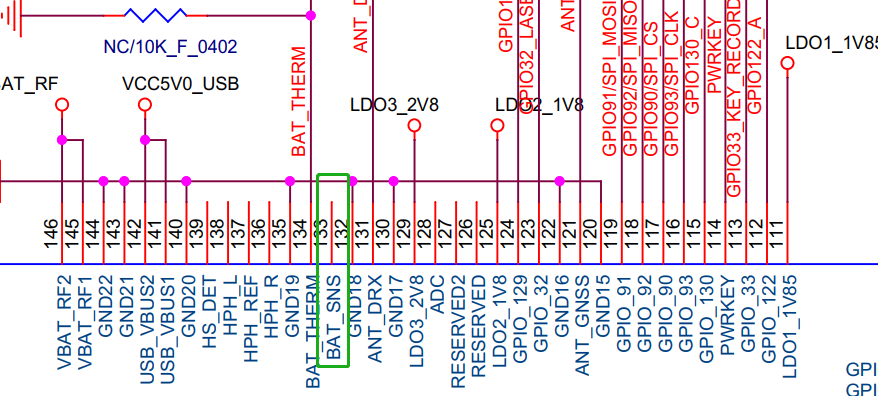 NC/10K_F_0402
AT_RF
VCC5V0_USB
BAT_THERM
ANT_D
LDO3_2V8
LDO2_1V8
GPIO1
GPIO32_LASE
ANT
GPIO91/SPI_MOSI
GPIO92/SPI_MISO
GPIO90/SPI_CS
GPIO93/SPI_CLK
GPIO130_C
PWRKEY
GPIO33_KEY_RECORD
GPIO122_A
LDO1_1V85
146
145
144
143
142
141
140
139
138
137
136
135
134
133
132
131
130
129
128
127
126
125
124
123
122
121
120
119
118
117
116
115
114
113
112
111
VBAT_RF2
VBAT_RF1
GND22
GND21
USB_VBUS2
USB_VBUS1
GND20
HS_DET
HPH_L
HPH_REF
HPH_R
GND19
BAT_THERM
BAT_SNS
GND18
ANT_DRX
GND17
LDO3_2V8
ADC
RESERVED2
RESERVED
LDO2_1V8
GPIO_129
GPIO_32
GND16
ANT_GNSS
GND15
GPIO_91
GPIO_92
GPIO_90
GPIO_93
GPIO_130
PWRKEY
GPIO_33
GPIO_122
LDO1_1V85
GPI
GPI